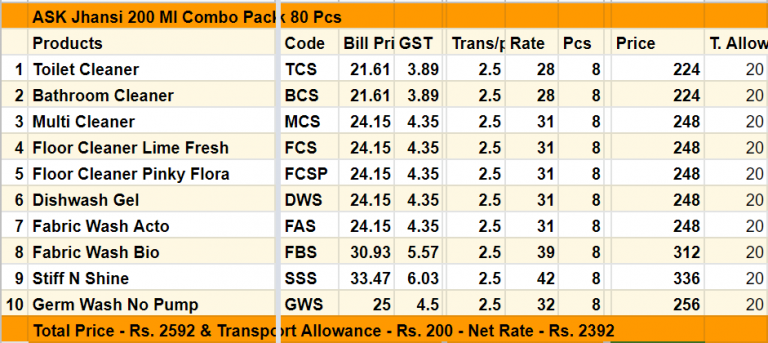 ASK Jhansi 200 Ml Combo Pack 80 Pcs
Products Code Bill Pri GST Trans/p Rate Pcs Price T. Allow
1 Toilet Cleaner TCS 21.61 3.89 2.5 28 8 224 20
2 Bathroom Cleaner BCS 21.61 3.89 2.5 28 8 224 20
3 Multi Cleaner MCS 24.15 4.35 2.5 31 8 248 20
4 Floor Cleaner Lime Fresh FCS 24.15 4.35 2.5 31 8 248 20
5 Floor Cleaner Pinky Flora FCSP 24.15 4.35 2.5 31 8 248 20
6 Dishwash Gel DWS 24.15 4.35 2.5 31 8 248 20
7 Fabric Wash Acto FAS 24.15 4.35 2.5 31 8 248 20
8 Fabric Wash Bio FBS 30.93 5.57 2.5 39 8 312 20
9 Stiff N Shine SSS 33.47 6.03 2.5 42 8 336 20
10 Germ Wash No Pump GWS 25 4.5 2.5 32 8 256 20
Total Price - Rs. 2592 & Transport Allowance - Rs. 200 - Net Rate - Rs. 2392